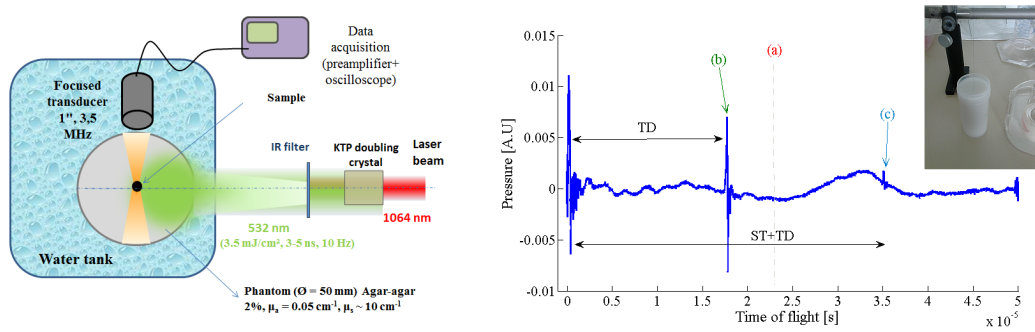 Data
acquisition
(preamplifier+
oscilloscope)
Focused
transducer
1", 3,5
MHz
Sample
IR filter
KTP doubling
crystal
Laser
beam
1064 nm
532 nm
(3.5 mJ/cm², 3-5 ns, 10 Hz)
Water tank
Phantom (Ø = 50 mm) Agar-agar
2%, μa = 0.05 cm-1, μs ~ 10 cm-1
Pressure [A.U]
0.015
0.01
0.005
0
-0.005
-0.01
(a)
(b)
(c)
TD
ST+TD
0 0.5 1 1.5 2 2.5 3 3.5 4 4.5 5
Time of flight [s]
x 10-5